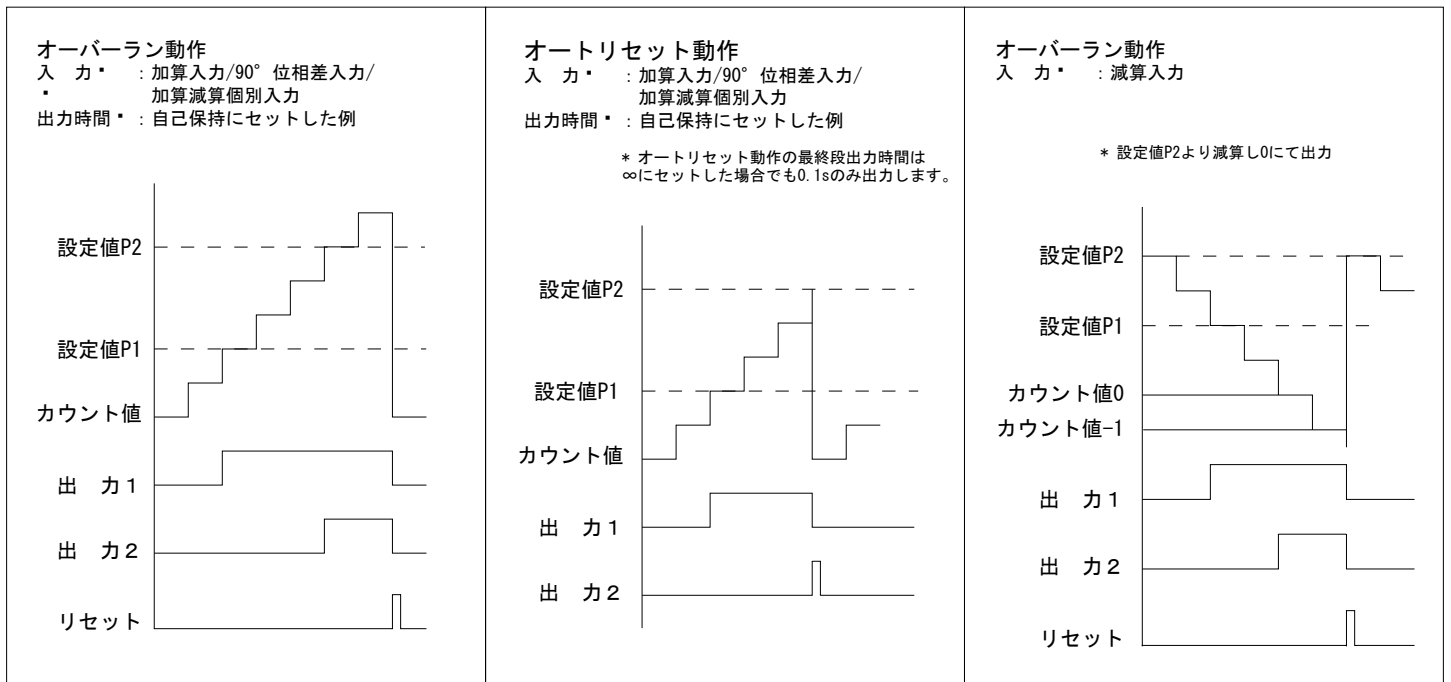 オーバーラン動作
入　力▪　：加算入力/90°位相差入力/
▪　加算減算個別入力
出力時間▪：自己保持にセットした例
設定値P2
設定値P1
カウント値
出　力1
出　力2
リセット
オートリセット動作
入　力▪　：加算入力/90°位相差入力/
加算減算個別入力
出力時間▪：自己保持にセットした例
* オートリセット動作の最終段出力時間は
∞にセットした場合でも0.1sのみ出力します。
設定値P2
設定値P1
カウント値
出　力1
出　力2
オーバーラン動作
入　力▪　：減算入力
* 設定値P2より減算し0にて出力
設定値P2
設定値P1
カウント値0
カウント値-1
出　力1
出　力2
リセット